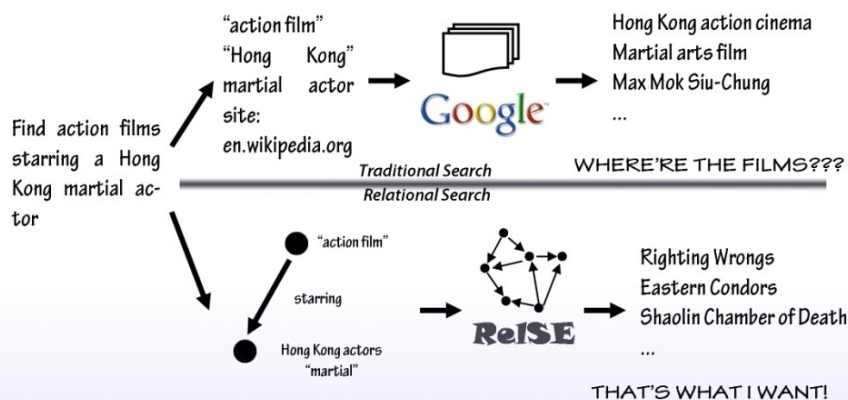 Find action films
starring a Hong
Kong martial ac-
tor
"action film"
"Hong Kong"
martial actor
site:
en.wikipedia.org
Google™
Hong Kong action cinema
Martial arts film
Max Mok Siu-Chung
...
WHERE'RE THE FILMS???
Traditional Search
Relational Search
"action film"
starring
Hong Kong actors
"martial"
RelSE
Righting Wrongs
Eastern Condors
Shaolin Chamber of Death
...
THAT'S WHAT I WANT!